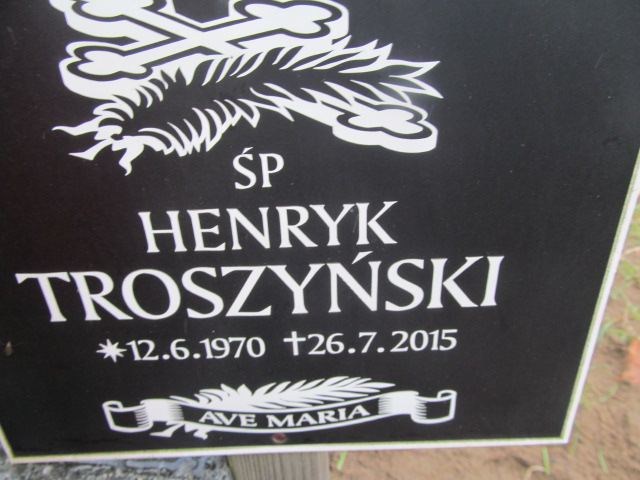 ŚP
HENRYK
TROSZYŃSKI
*12.6.1970 †26.7.2015
AVE MARIA